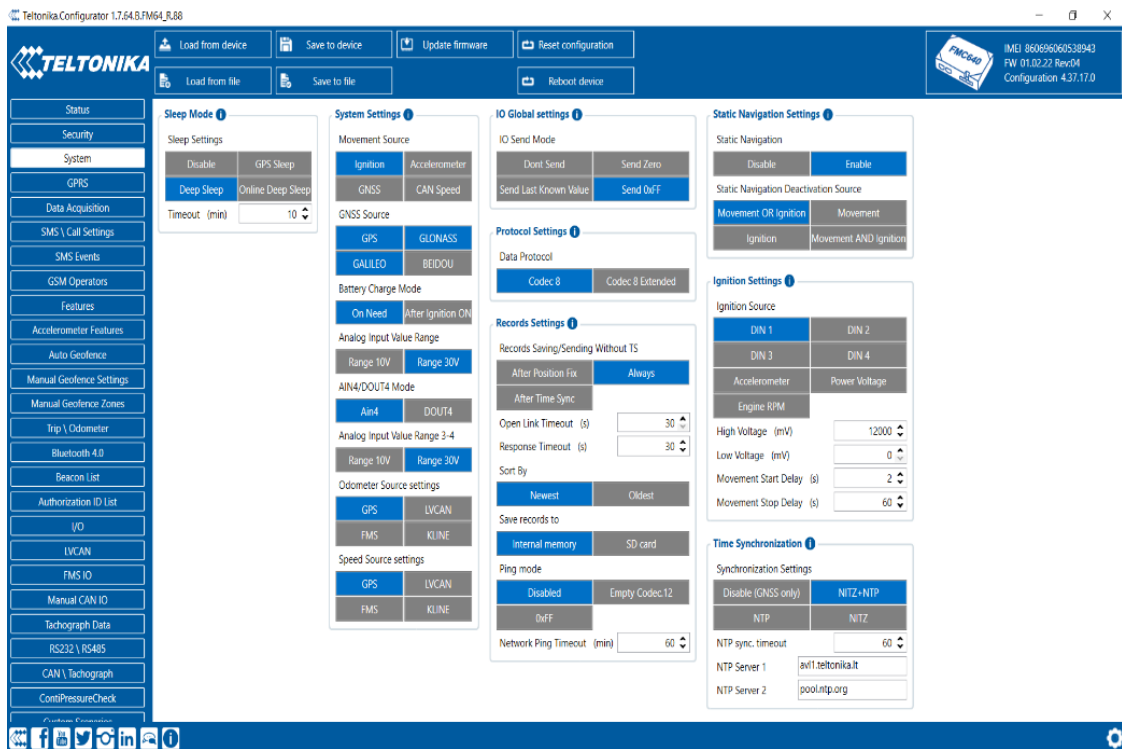 Teltonika.Configurator 1.7.64.B.FM64_R.88
TELTONIKA
Load from device
Save to device
Update firmware
Reset configuration
Load from file
Save to file
Reboot device
FMC640
IMEI 860696060538943
FW 01.02.22 Rev:04
Configuration 4.37.17.0
Status
Security
System
GPRS
Data Acquisition
SMS \ Call Settings
SMS Events
GSM Operators
Features
Accelerometer Features
Auto Geofence
Manual Geofence Settings
Manual Geofence Zones
Trip \ Odometer
Bluetooth 4.0
Beacon List
Authorization ID List
I/O
LVCAN
FMS IO
Manual CAN IO
Tachograph Data
RS232 \ RS485
CAN \ Tachograph
ContiPressureCheck
Custom Scenarios
Sleep Mode
Sleep Settings
Disable GPS Sleep
Deep Sleep Online Deep Sleep
Timeout (min) 10
System Settings
Movement Source
Ignition Accelerometer
GNSS CAN Speed
GNSS Source
GPS GLONASS
GALILEO BEIDOU
Battery Charge Mode
On Need After Ignition ON
Analog Input Value Range
Range 10V Range 30V
AIN4/DOUT4 Mode
Ain4 DOUT4
Analog Input Value Range 3-4
Range 10V Range 30V
Odometer Source settings
GPS LVCAN
FMS KLINE
Speed Source settings
GPS LVCAN
FMS KLINE
IO Global settings
IO Send Mode
Dont Send Send Zero
Send Last Known Value Send 0xFF
Protocol Settings
Data Protocol
Codec 8 Codec 8 Extended
Records Settings
Records Saving/Sending Without TS
After Position Fix Always
After Time Sync
Open Link Timeout (s) 30
Response Timeout (s) 30
Sort By
Newest Oldest
Save records to
Internal memory SD card
Ping mode
Disabled Empty Codec.12
0xFF
Network Ping Timeout (min) 60
Static Navigation Settings
Static Navigation
Disable Enable
Static Navigation Deactivation Source
Movement OR Ignition Movement
Ignition Movement AND Ignition
Ignition Settings
Ignition Source
DIN 1 DIN 2
DIN 3 DIN 4
Accelerometer Power Voltage
Engine RPM
High Voltage (mV) 12000
Low Voltage (mV) 0
Movement Start Delay (s) 2
Movement Stop Delay (s) 60
Time Synchronization
Synchronization Settings
Disable (GNSS only) NITZ+NTP
NTP NITZ
NTP sync. timeout 60
NTP Server 1 avl1.teltonika.lt
NTP Server 2 pool.ntp.org